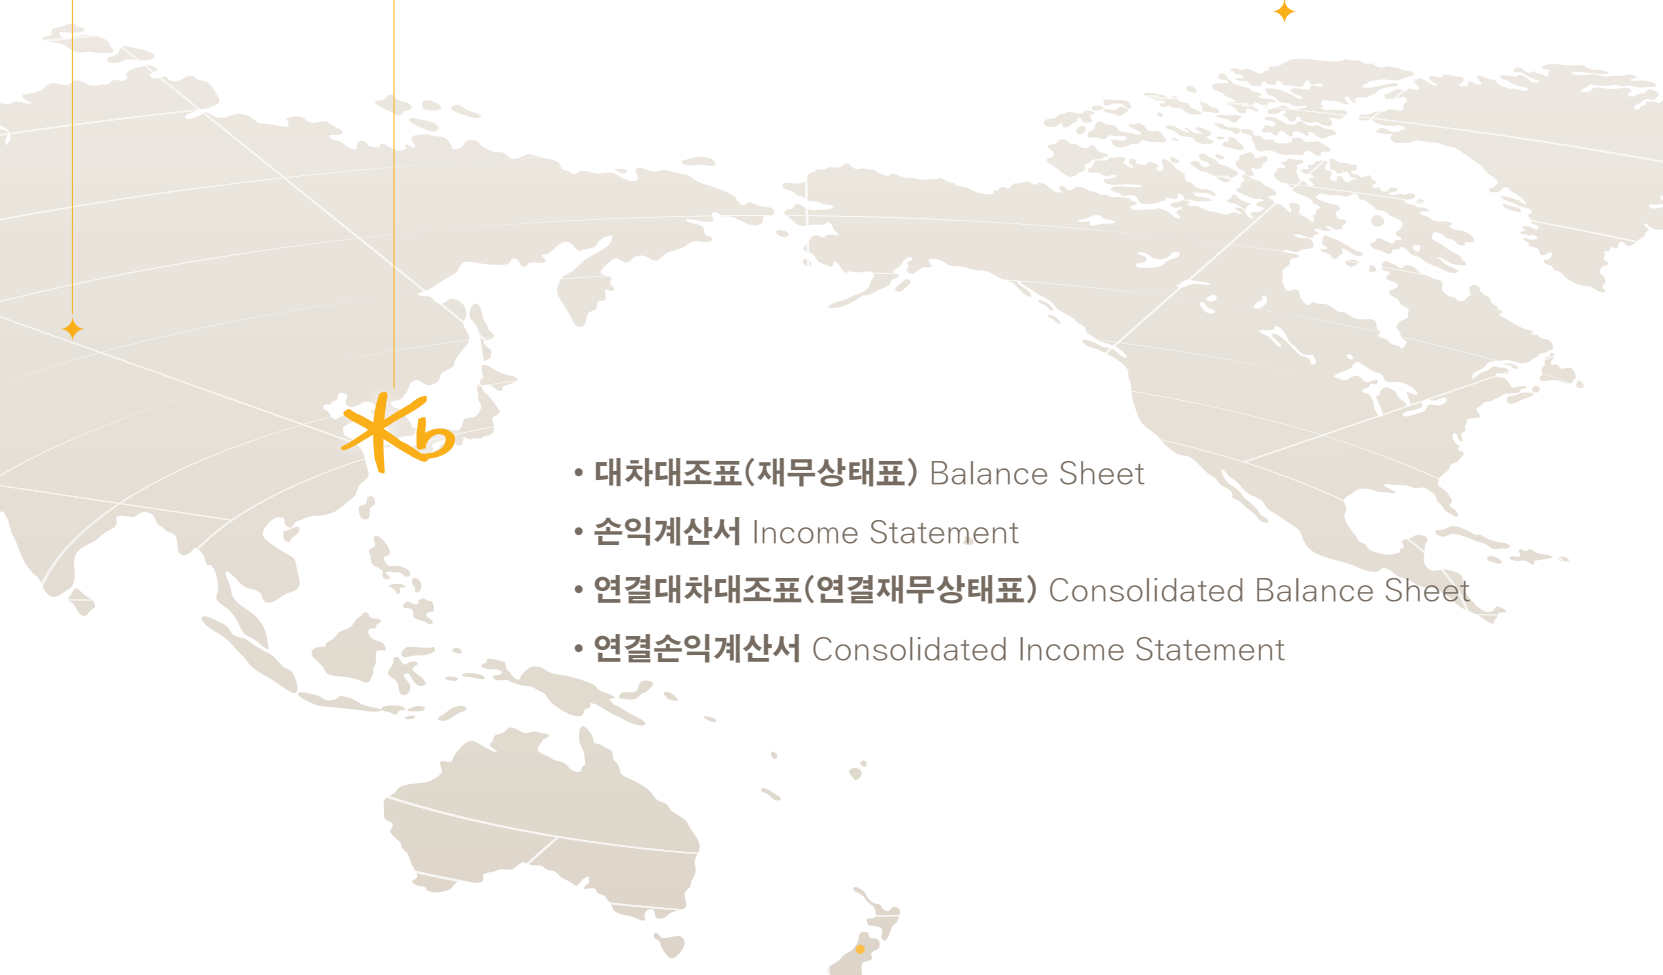 b
• 대차대조표(재무상태표) Balance Sheet
• 손익계산서 Income Statement
• 연결대차대조표(연결재무상태표) Consolidated Balance Sheet
• 연결손익계산서 Consolidated Income Statement